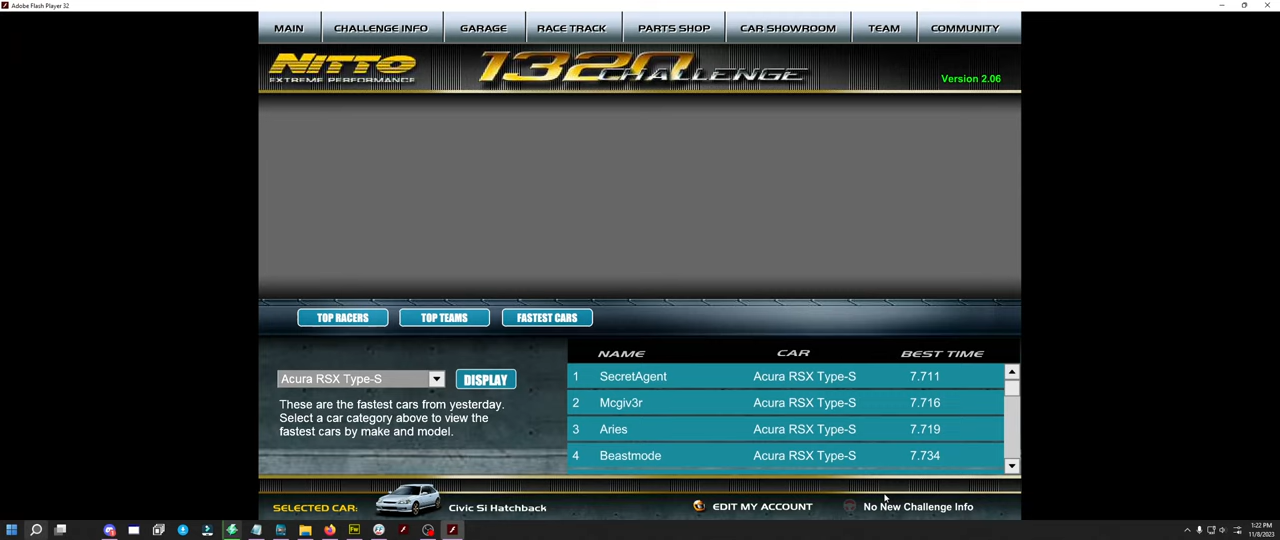 Adobe Flash Player 32
MAIN CHALLENGE INFO GARAGE RACE TRACK PARTS SHOP CAR SHOWROOM TEAM COMMUNITY
NITTO
EXTREME PERFORMANCE
1320 CHALLENGE
Version 2.06
TOP RACERS TOP TEAMS FASTEST CARS
NAME CAR BEST TIME
Acura RSX Type-S DISPLAY
These are the fastest cars from yesterday.
Select a car category above to view the
fastest cars by make and model.
1 SecretAgent Acura RSX Type-S 7.711
2 Mcgiv3r Acura RSX Type-S 7.716
3 Aries Acura RSX Type-S 7.719
4 Beastmode Acura RSX Type-S 7.734
SELECTED CAR: Civic Si Hatchback EDIT MY ACCOUNT No New Challenge Info
Fw
1:22 PM
11/8/2023